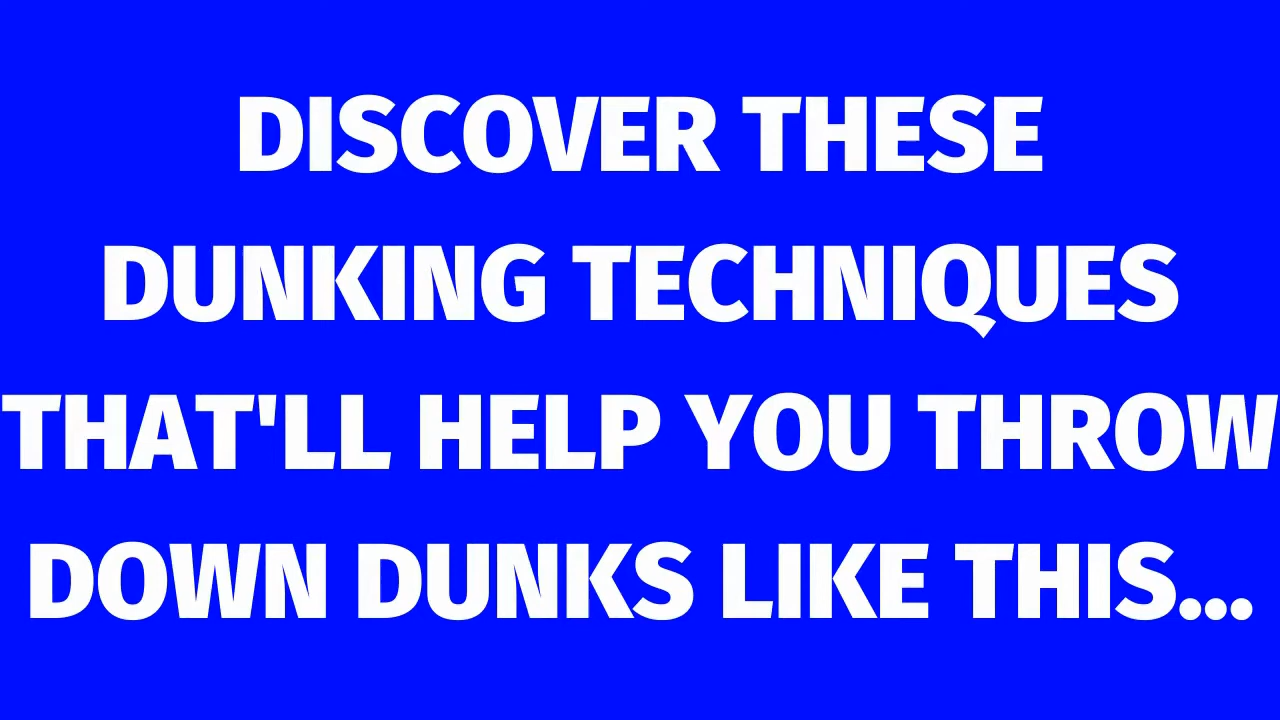 DISCOVER THESE
DUNKING TECHNIQUES
THAT'LL HELP YOU THROW
DOWN DUNKS LIKE THIS...